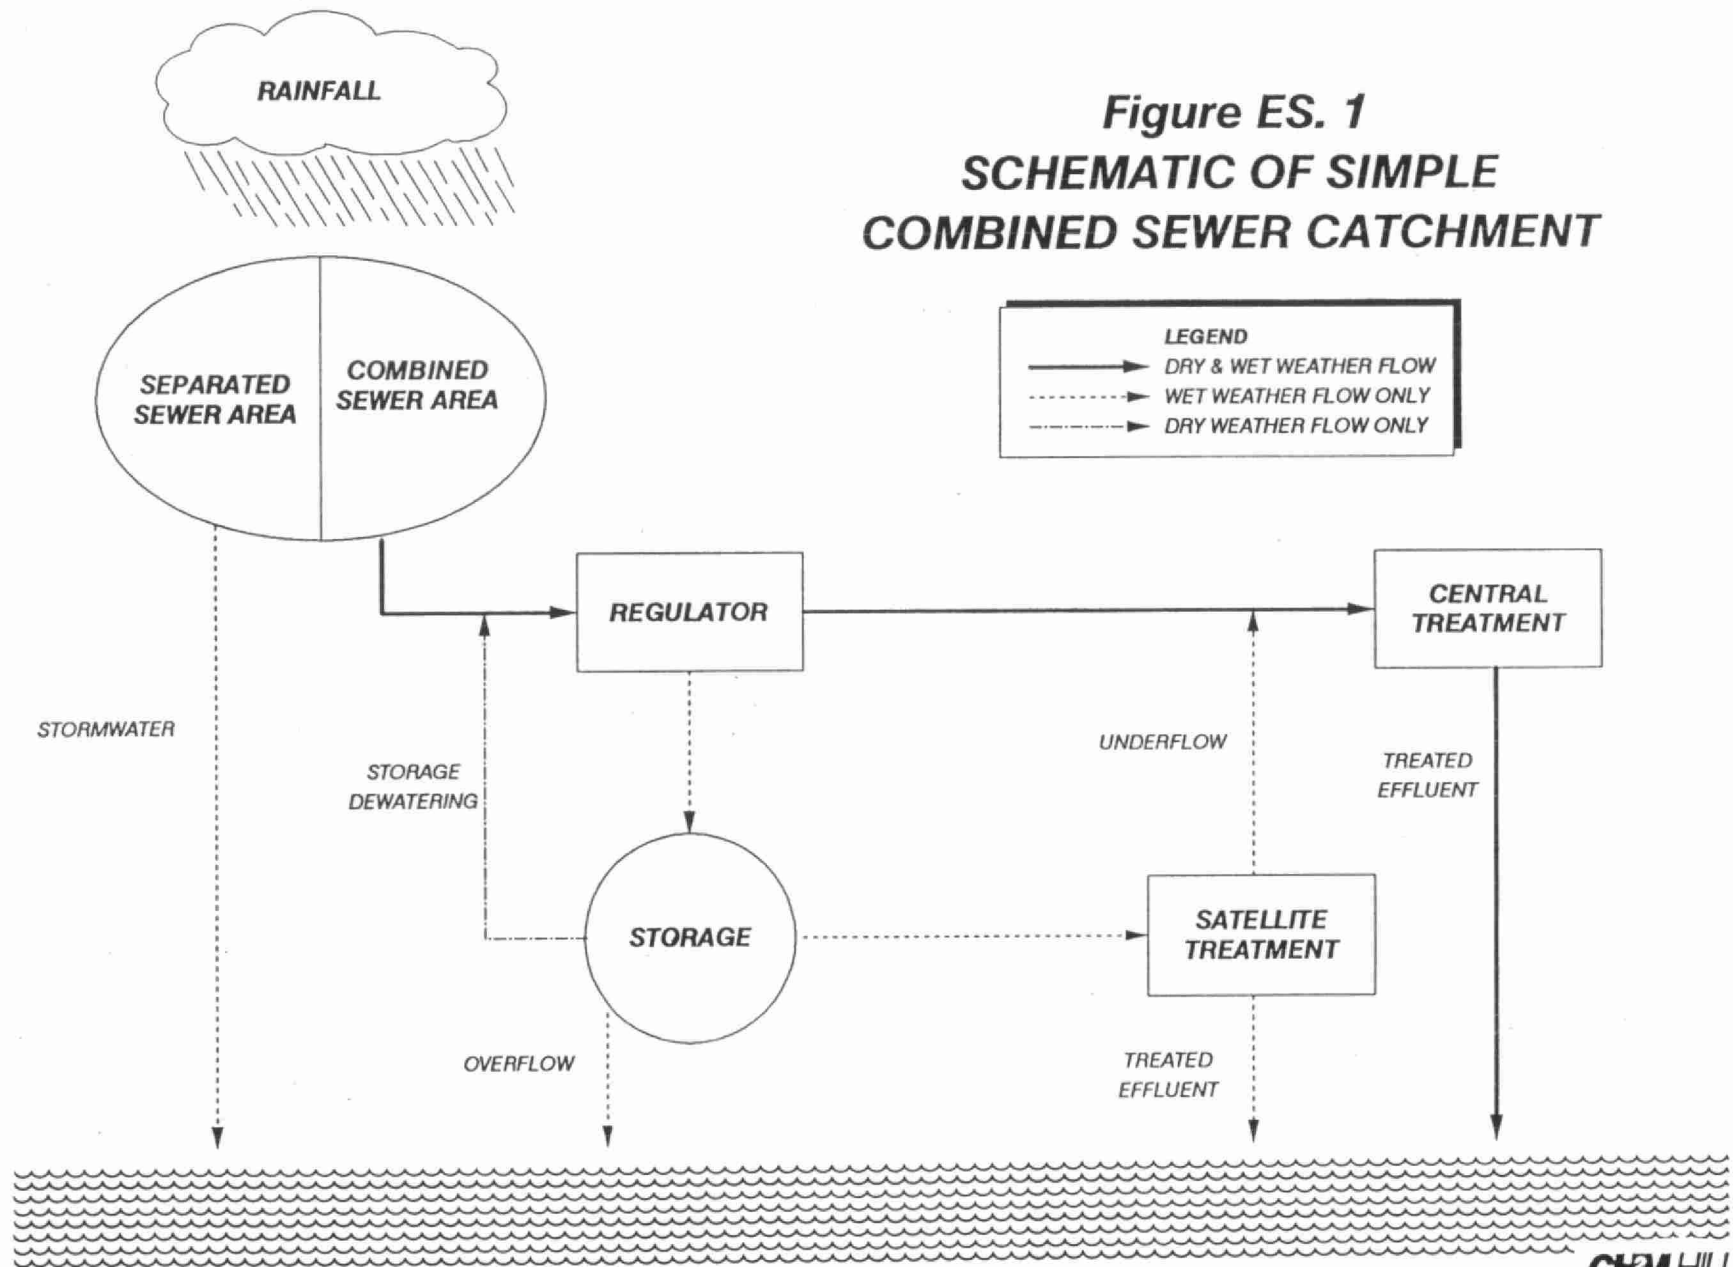 RAINFALL
Figure ES. 1
SCHEMATIC OF SIMPLE
COMBINED SEWER CATCHMENT
LEGEND
DRY & WET WEATHER FLOW
WET WEATHER FLOW ONLY
DRY WEATHER FLOW ONLY
SEPARATED
SEWER AREA
COMBINED
SEWER AREA
REGULATOR
CENTRAL
TREATMENT
STORMWATER
STORAGE
DEWATERING
UNDERFLOW
TREATED
EFFLUENT
STORAGE
SATELLITE
TREATMENT
OVERFLOW
TREATED
EFFLUENT
CH2M HILL